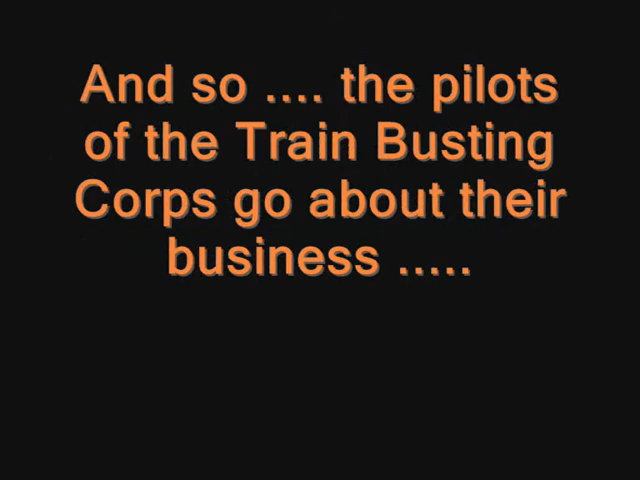 And so .... the pilots
of the Train Busting
Corps go about their
business .....